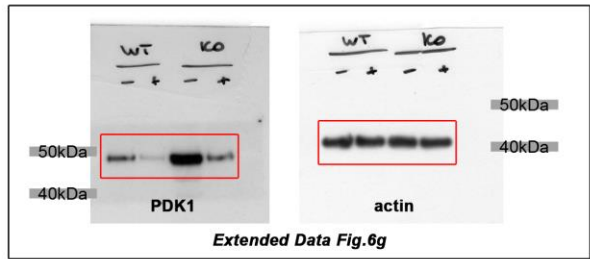 WT KO
- + - +
50kDa
40kDa
PDK1
WT KO
- + - +
50kDa
40kDa
actin
Extended Data Fig.6g